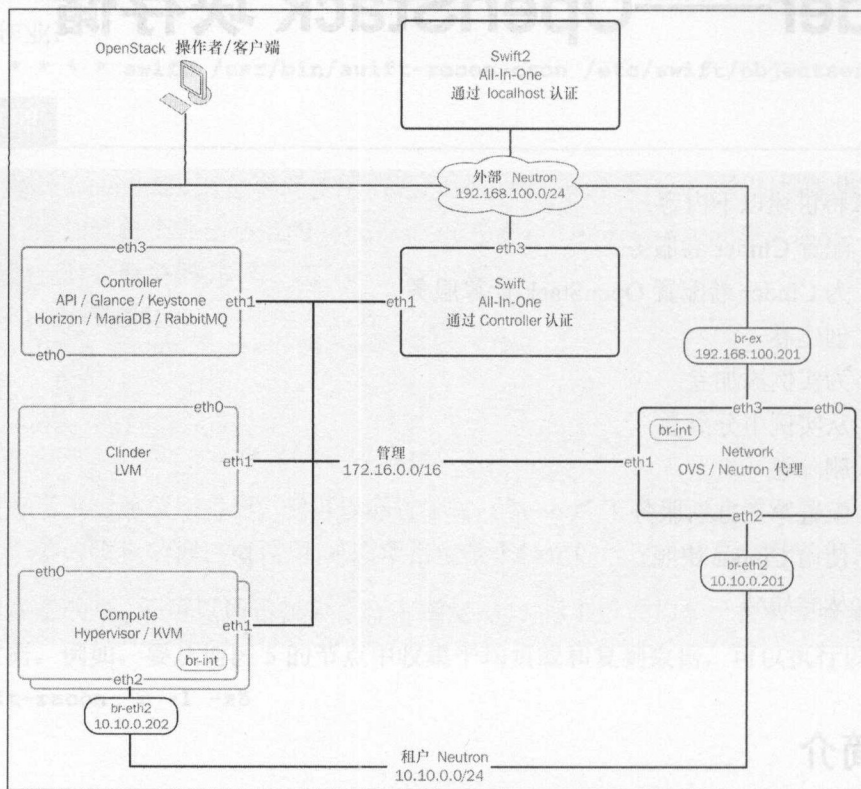 OpenStack 操作者/客户端
Swift2
All-In-One
通过 localhost 认证
外部 Neutron
192.168.100.0/24
eth3
Controller
API / Glance / Keystone
Horizon / MariaDB / RabbitMQ
eth1
eth0
eth3
eth1
Swift
All-In-One
通过 Controller 认证
br-ex
192.168.100.201
eth0
Clinder
LVM
eth1
管理
172.16.0.0/16
eth3
eth0
br-int
eth1
Network
OVS / Neutron 代理
eth2
br-eth2
10.10.0.201
eth0
Compute
Hypervisor / KVM
eth1
br-int
eth2
br-eth2
10.10.0.202
租户 Neutron
10.10.0.0/24